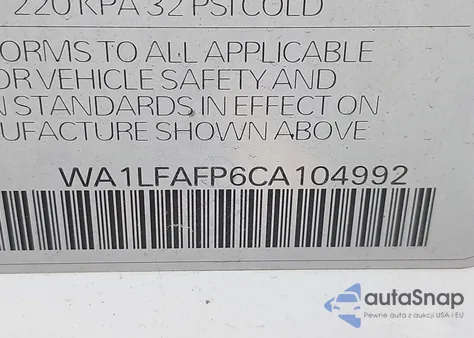 220 KPA 32 PSI COLD
ORMS TO ALL APPLICABLE
OR VEHICLE SAFETY AND
N STANDARDS IN EFFECT ON
UFACTURE SHOWN ABOVE
WA1LFAFP6CA104992
autoSnap
Pewne auta z aukcji USA i EU